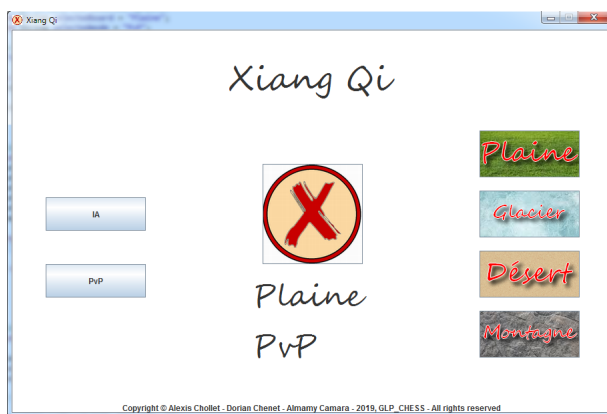 Xiang Qi
Xiang Qi
IA
PvP
X
Plaine
PvP
Plaine
Glacier
Désert
Montagne
Copyright © Alexis Chollet - Dorian Chenet - Almamy Camara - 2019, GLP_CHESS - All rights reserved